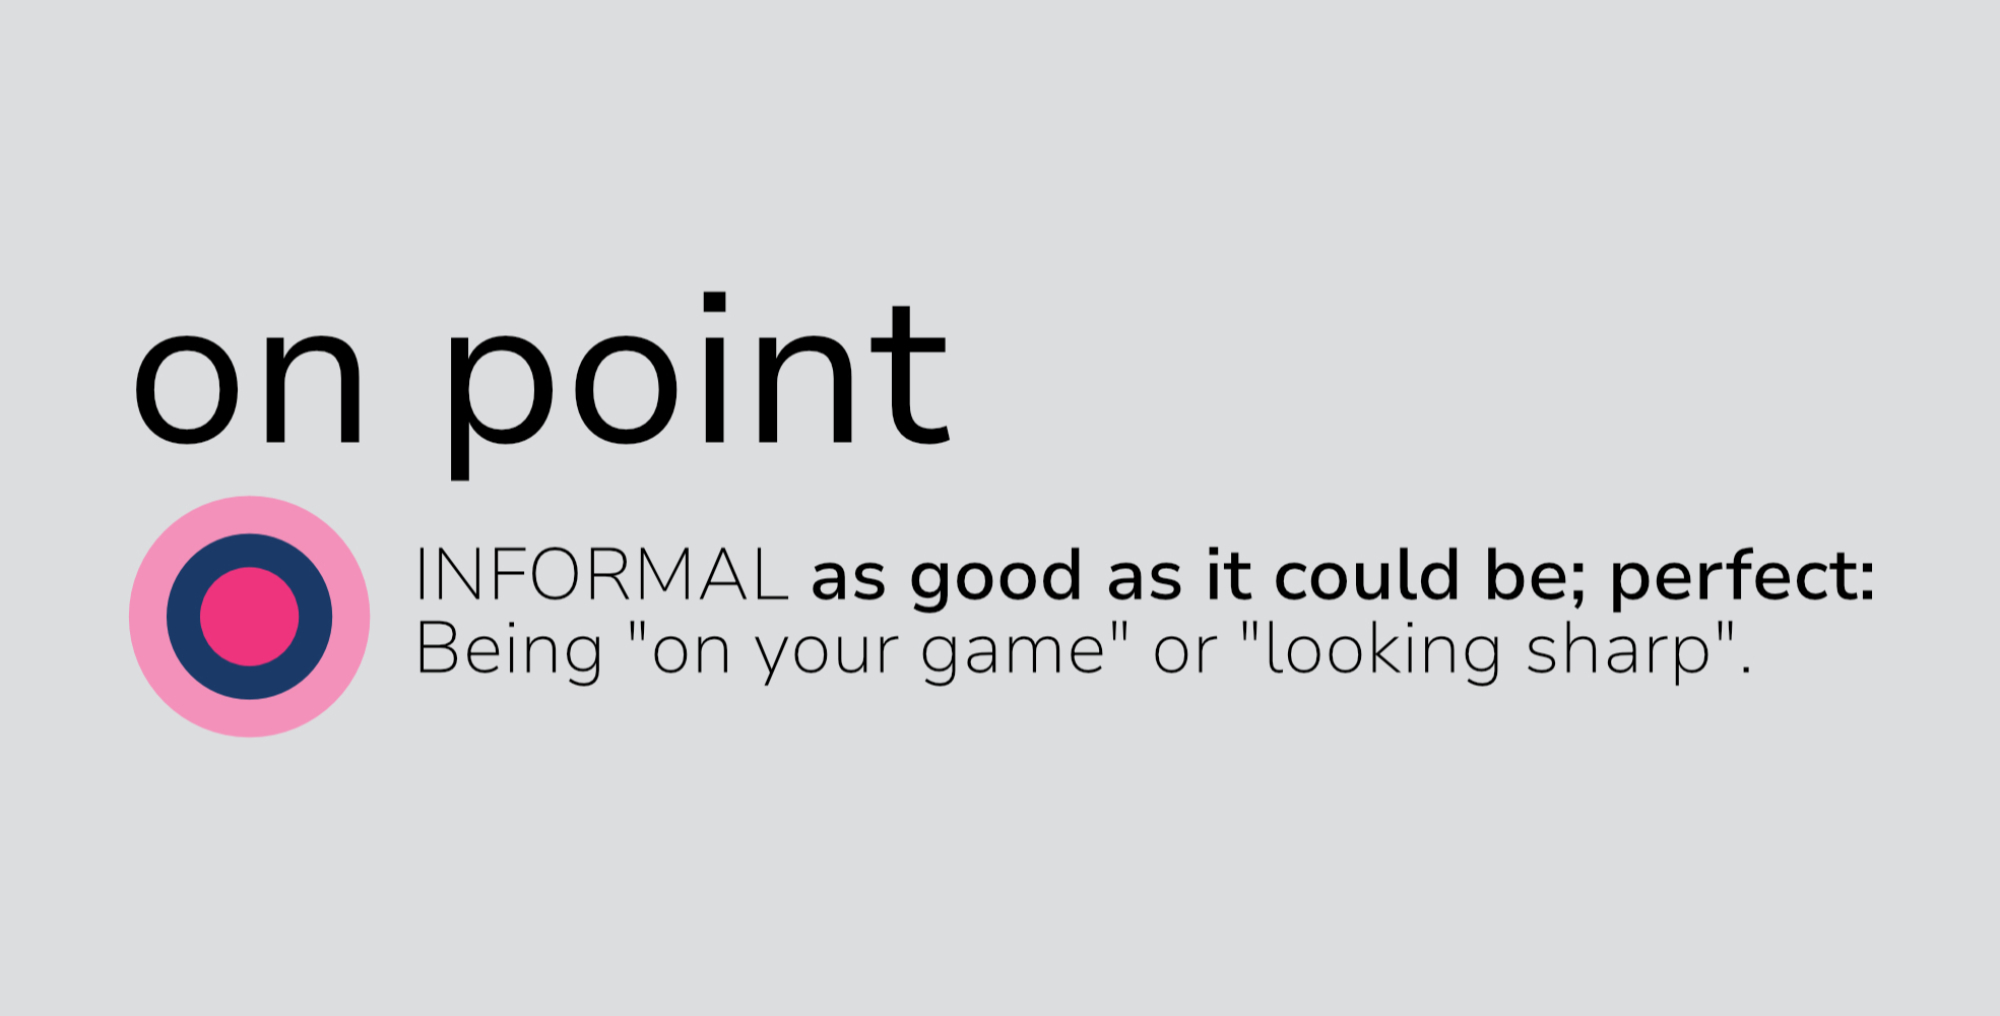 on point
INFORMAL as good as it could be; perfect:
Being "on your game" or "looking sharp".